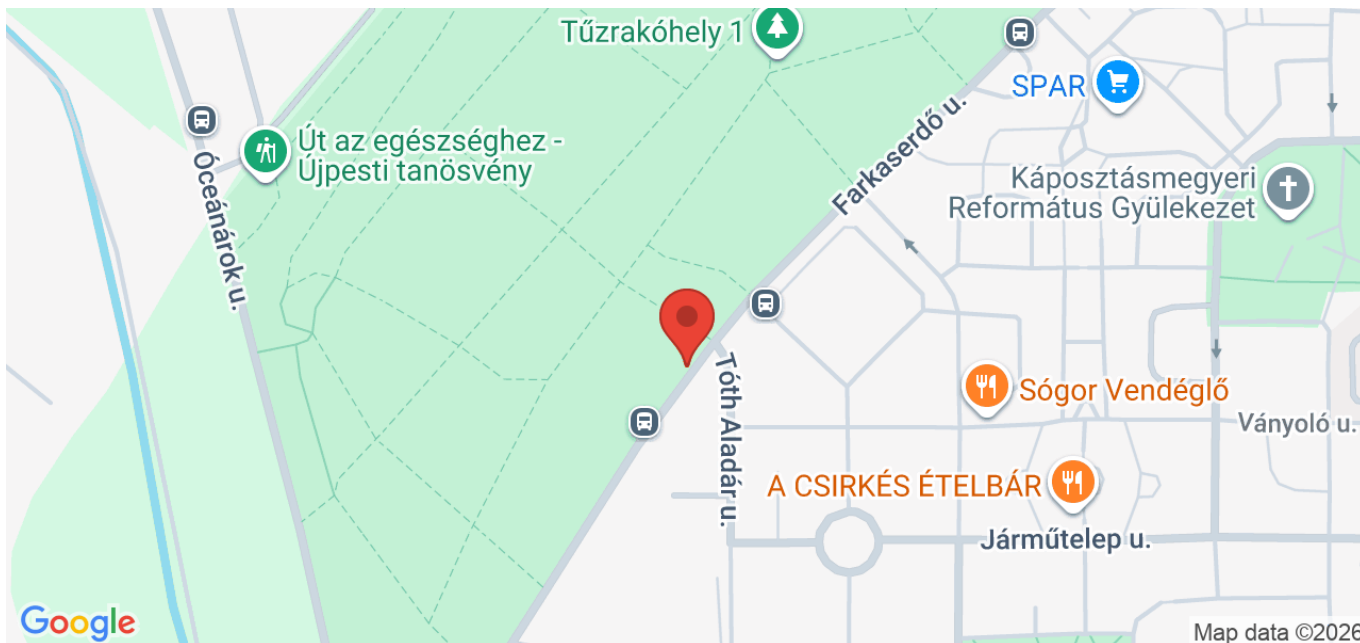 Tűzrakóhely 1
SPAR
Farkaserdő u.
Út az egészséghez -
Újpesti tanösvény
Óceánárok u.
Káposztásmegyeri
Református Gyülekezet
Tóth Aladár u.
Sógor Vendéglő
Ványoló u.
A CSIRKÉS ÉTELBÁR
Járműtelep u.
Google
Map data ©2026